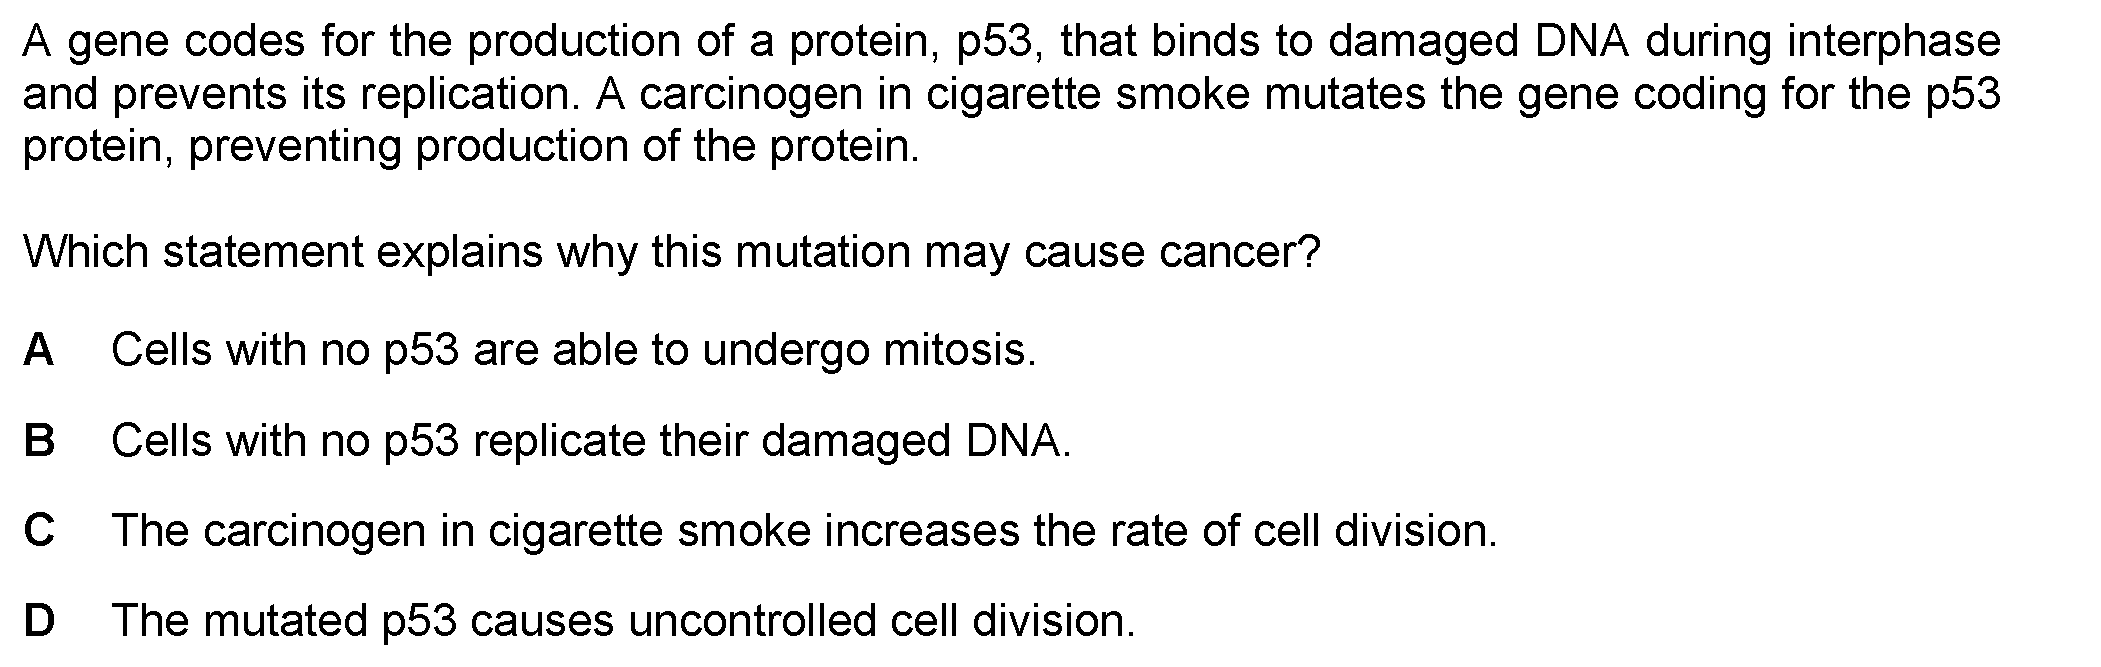 A gene codes for the production of a protein, p53, that binds to damaged DNA during interphase
and prevents its replication. A carcinogen in cigarette smoke mutates the gene coding for the p53
protein, preventing production of the protein.
Which statement explains why this mutation may cause cancer?
A Cells with no p53 are able to undergo mitosis.
B Cells with no p53 replicate their damaged DNA.
C The carcinogen in cigarette smoke increases the rate of cell division.
D The mutated p53 causes uncontrolled cell division.